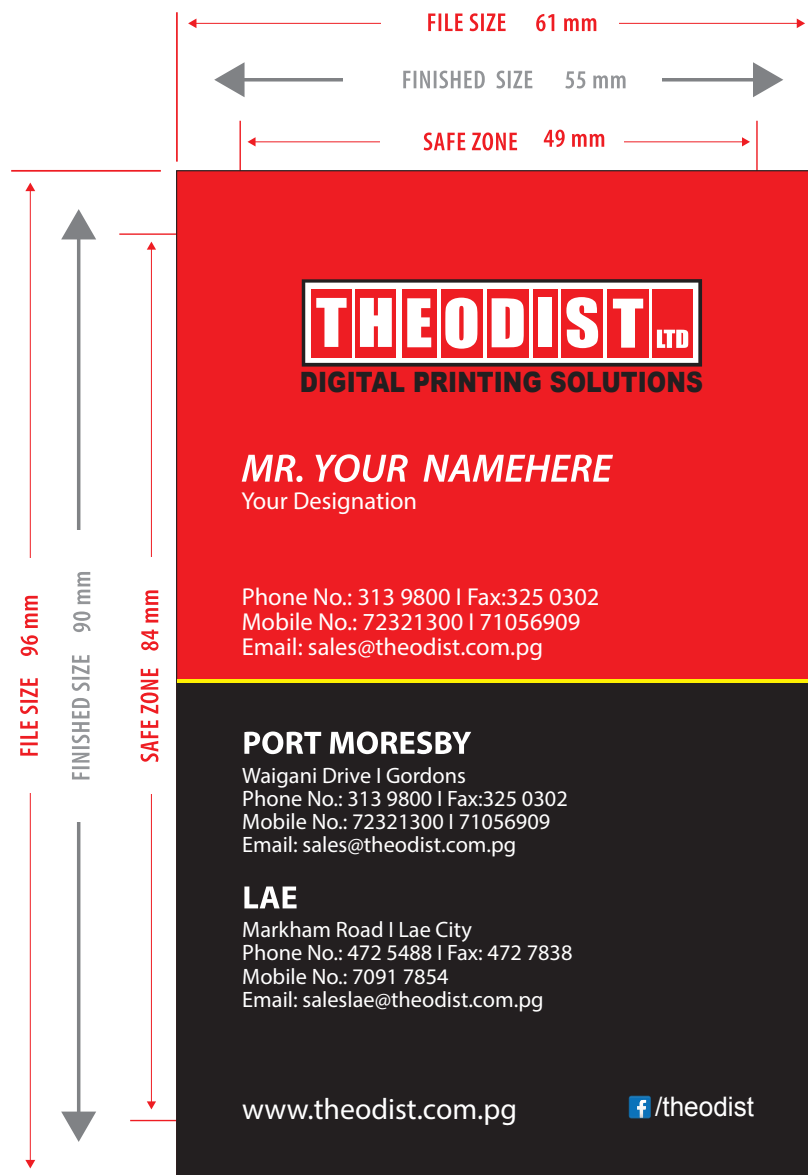 FILE SIZE 61 mm
FINISHED SIZE 55 mm
SAFE ZONE 49 mm
FILE SIZE 96 mm
FINISHED SIZE 90 mm
SAFE ZONE 84 mm
THEODIST LTD
DIGITAL PRINTING SOLUTIONS
MR. YOUR NAMEHERE
Your Designation
Phone No.: 313 9800 I Fax:325 0302
Mobile No.: 72321300 I 71056909
Email: sales@theodist.com.pg
PORT MORESBY
Waigani Drive I Gordons
Phone No.: 313 9800 I Fax:325 0302
Mobile No.: 72321300 I 71056909
Email: sales@theodist.com.pg
LAE
Markham Road I Lae City
Phone No.: 472 5488 I Fax: 472 7838
Mobile No.: 7091 7854
Email: saleslae@theodist.com.pg
www.theodist.com.pg
f /theodist